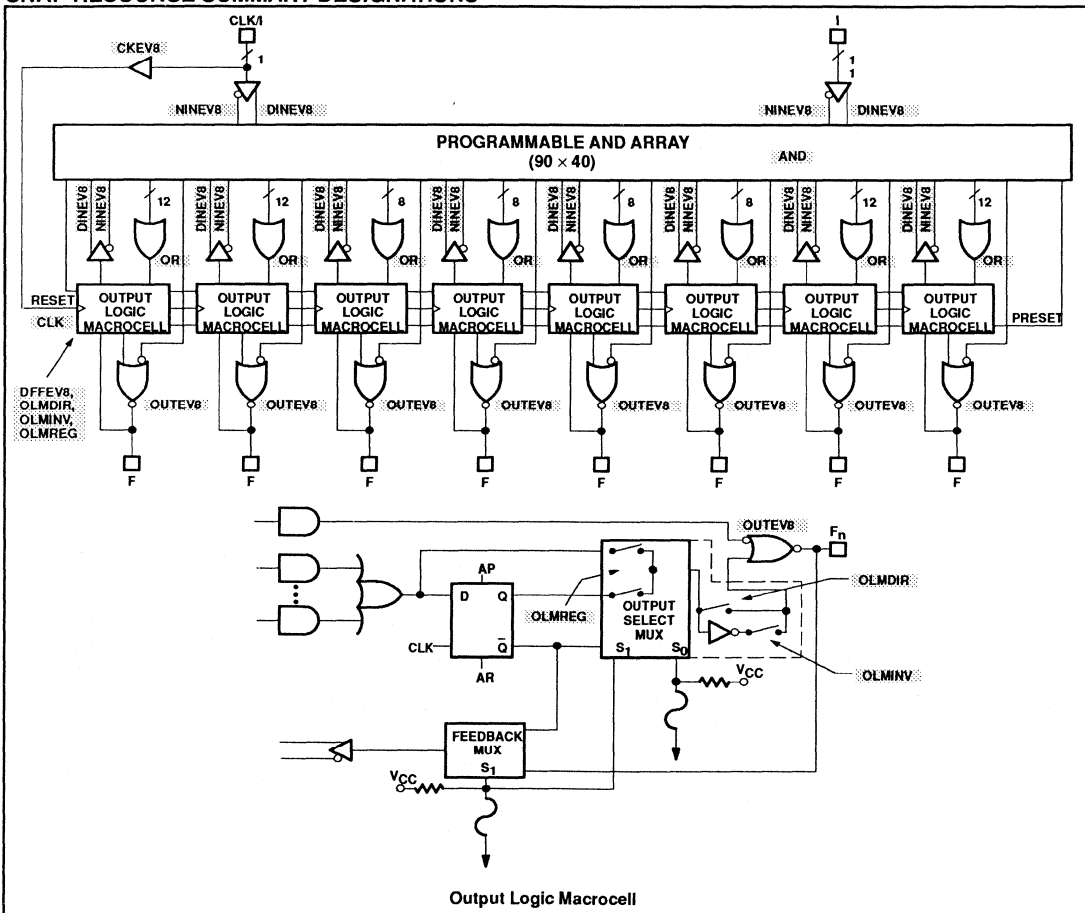 SNAP RESOURCE SUMMARY DESIGNATIONS
CLK/I
I
CKEV8
1
1
1
NINEV8
DINEV8
NINEV8
DINEV8
PROGRAMMABLE AND ARRAY
(90 × 40)
AND
DINEV8
NINEV8
12
DINEV8
NINEV8
12
DINEV8
NINEV8
8
DINEV8
NINEV8
8
DINEV8
NINEV8
8
DINEV8
NINEV8
8
DINEV8
NINEV8
12
DINEV8
NINEV8
12
OR
OR
OR
OR
OR
OR
OR
OR
RESET
CLK
OUTPUT LOGIC MACROCELL
OUTPUT LOGIC MACROCELL
OUTPUT LOGIC MACROCELL
OUTPUT LOGIC MACROCELL
OUTPUT LOGIC MACROCELL
OUTPUT LOGIC MACROCELL
OUTPUT LOGIC MACROCELL
OUTPUT LOGIC MACROCELL
PRESET
DFFEV8,
OLMDIR,
OLMINV,
OLMREG
OUTEV8
OUTEV8
OUTEV8
OUTEV8
OUTEV8
OUTEV8
OUTEV8
OUTEV8
F
F
F
F
F
F
F
F
OUTEV8
Fn
AP
D
Q
CLK
Q̅
AR
OLMREG
OUTPUT
SELECT
MUX
S1
S0
OLMDIR
OLMINV
VCC
FEEDBACK
MUX
S1
VCC
Output Logic Macrocell